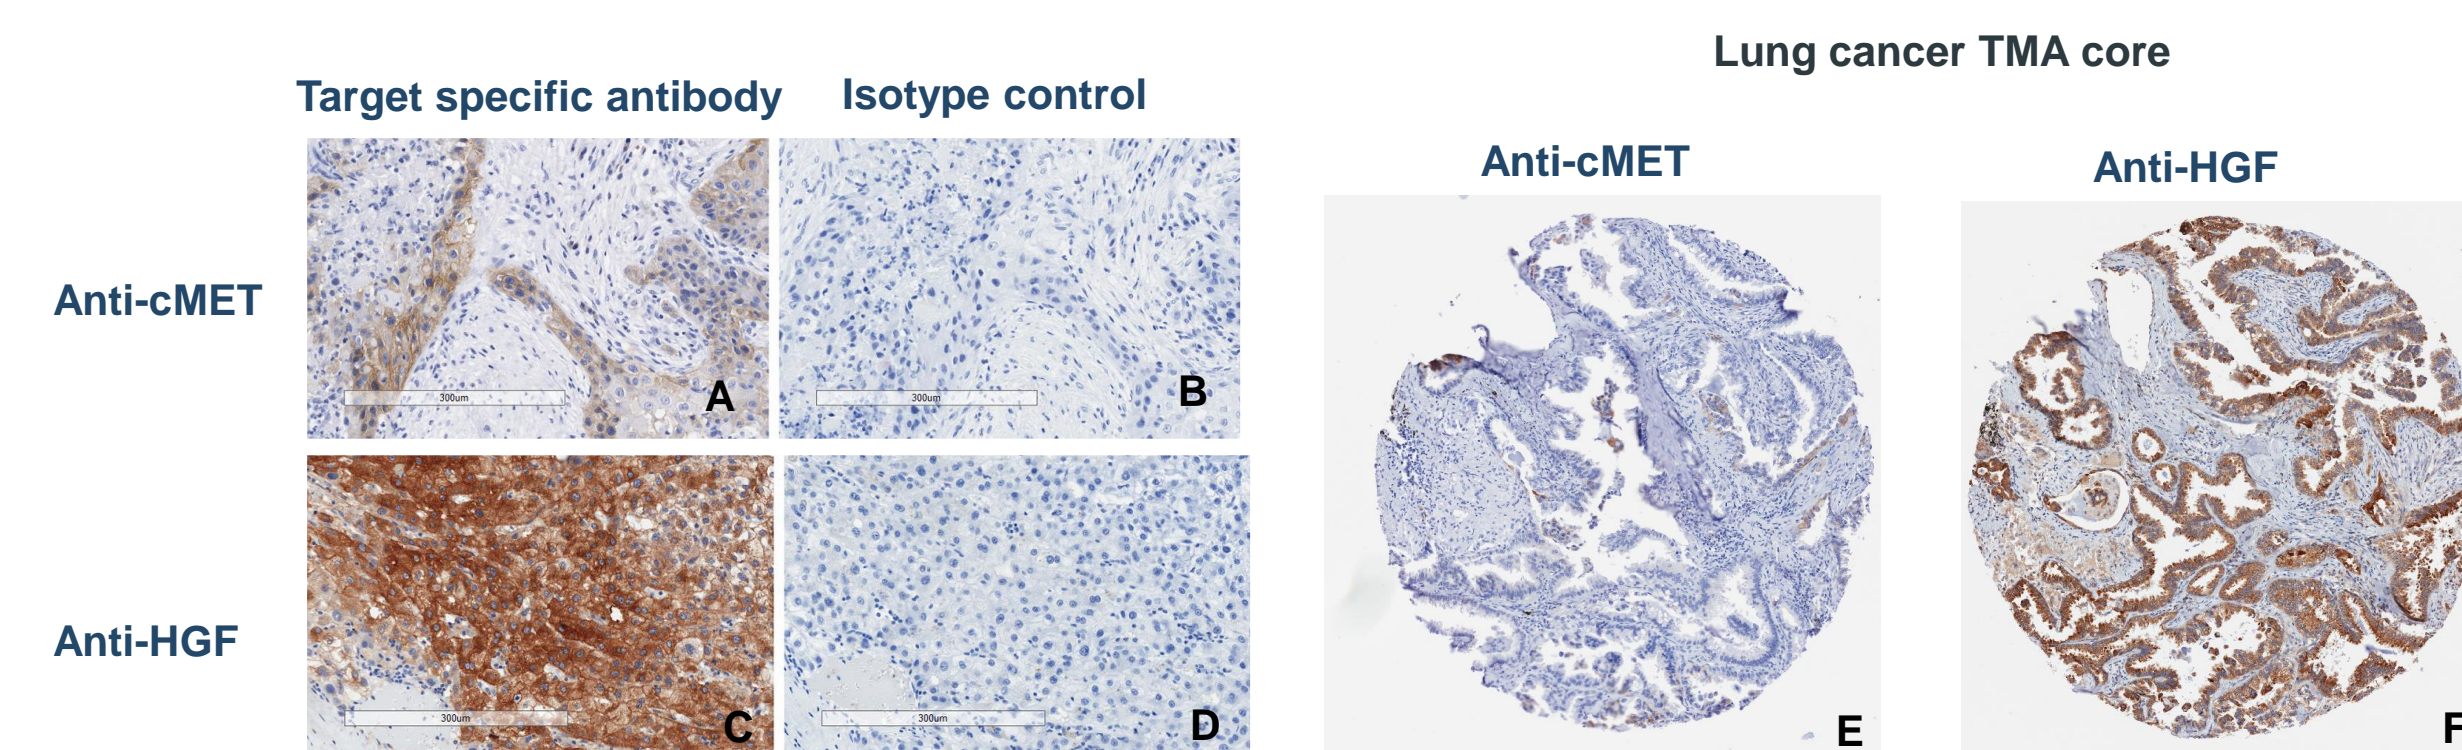 Lung cancer TMA core
Target specific antibody
Isotype control
Anti-cMET
Anti-HGF
Anti-cMET
300um
A
300um
B
Anti-HGF
300um
C
300um
D
E
F